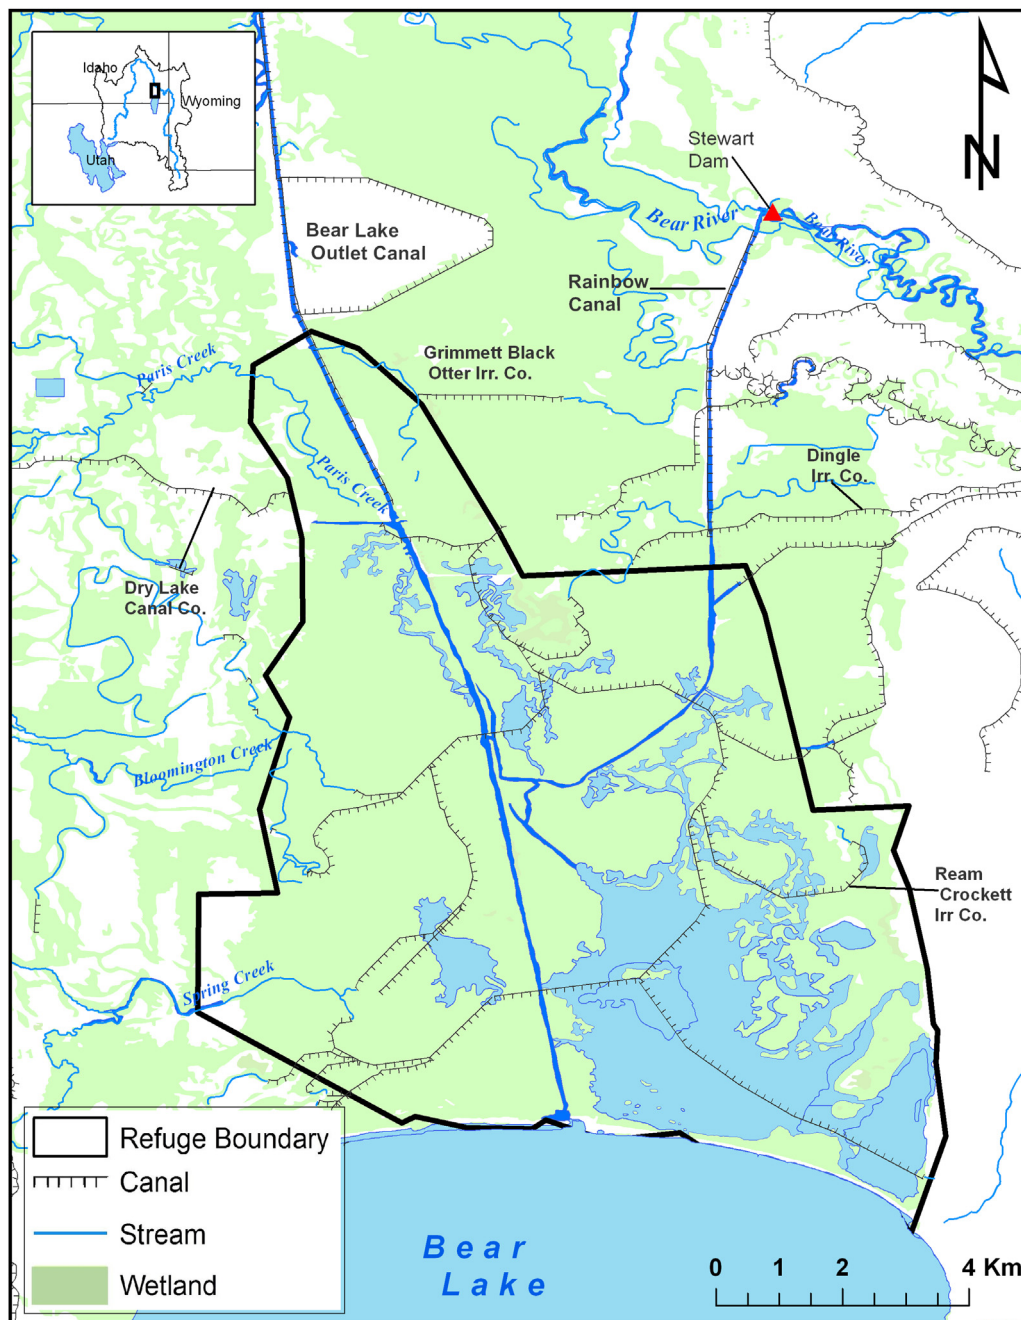 Idaho
Wyoming
Utah
N
Stewart
Dam
Bear River
Bear River
Bear Lake
Outlet Canal
Rainbow
Canal
Paris Creek
Grimmett Black
Otter Irr. Co.
Paris Creek
Dingle
Irr. Co.
Dry Lake
Canal Co.
Bloomington Creek
Ream
Crockett
Irr Co.
Spring Creek
Refuge Boundary
Canal
Stream
Wetland
Bear
Lake
0 1 2 4 Km